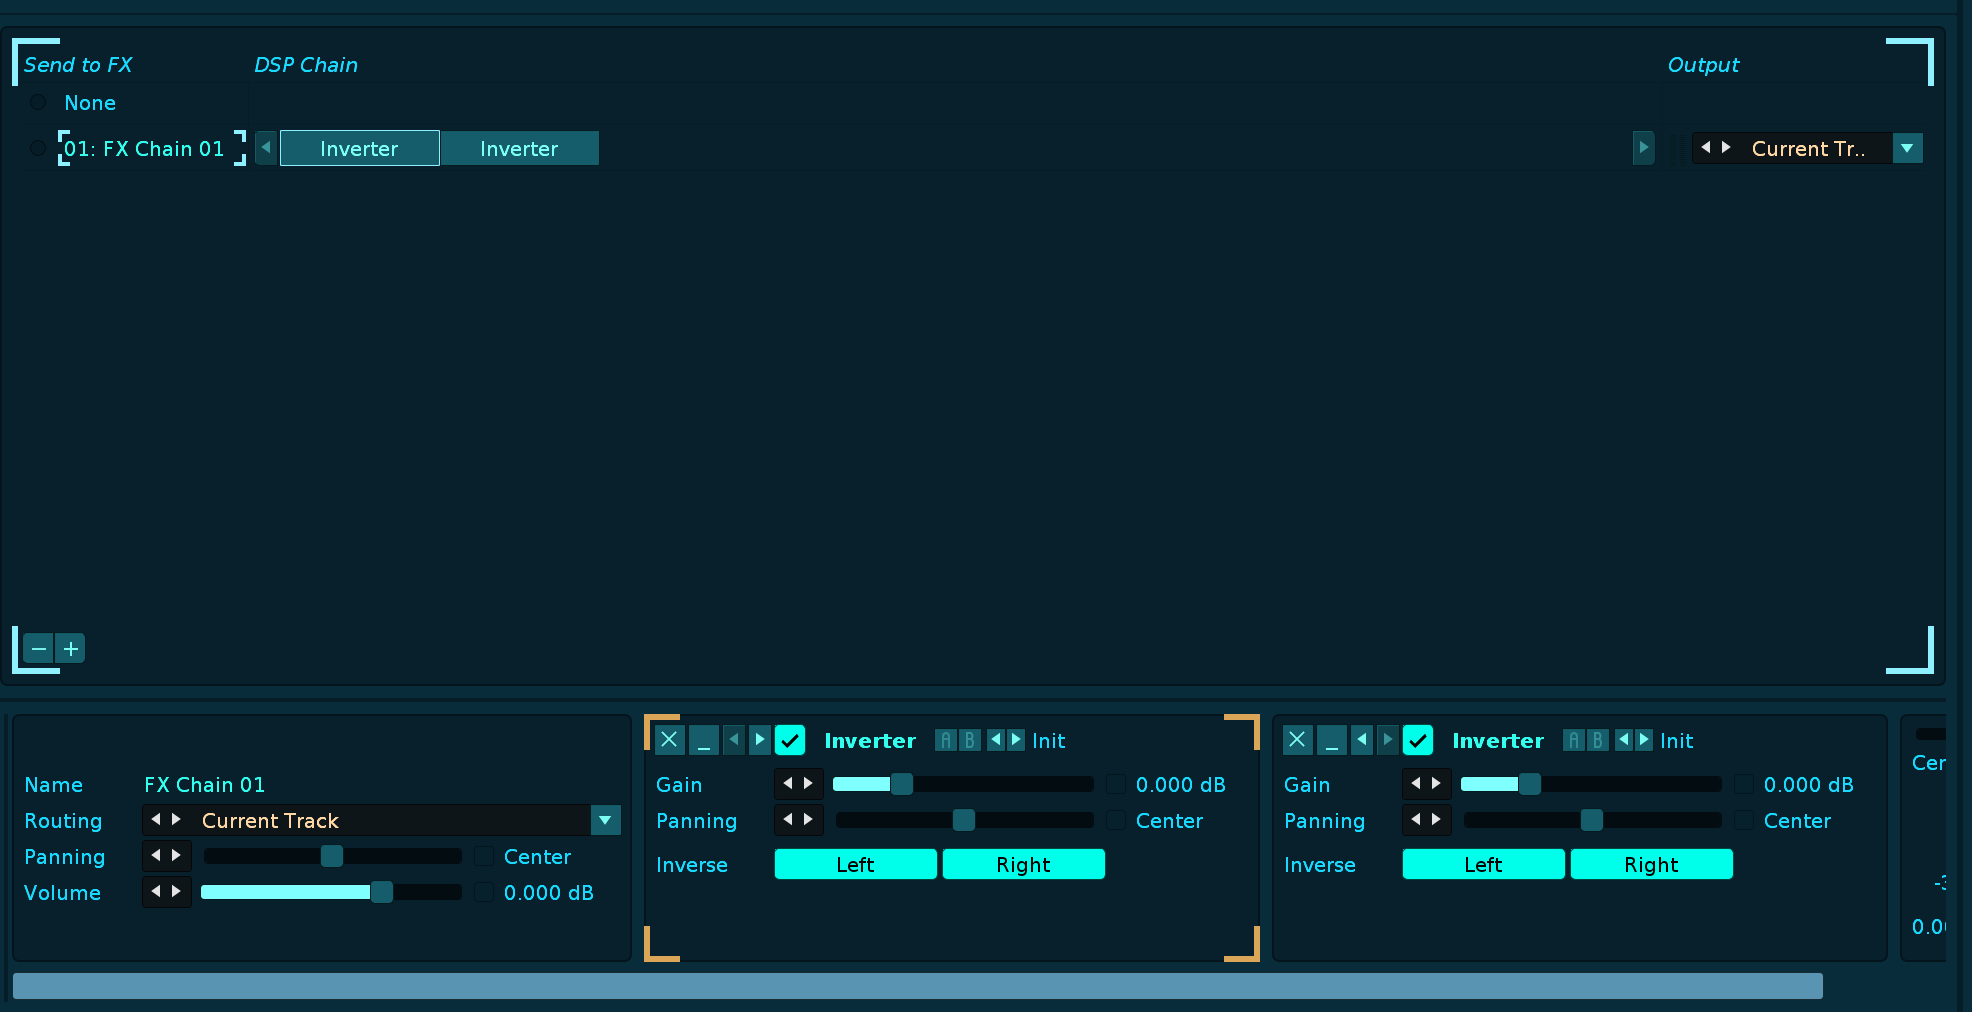 Send to FX DSP Chain Output
None
01: FX Chain 01 Inverter Inverter Current Tr..
Inverter A B Init Inverter A B Init
Name FX Chain 01 Gain 0.000 dB Gain 0.000 dB
Routing Current Track Panning Center Panning Center
Panning Center Inverse Left Right Inverse Left Right
Volume 0.000 dB